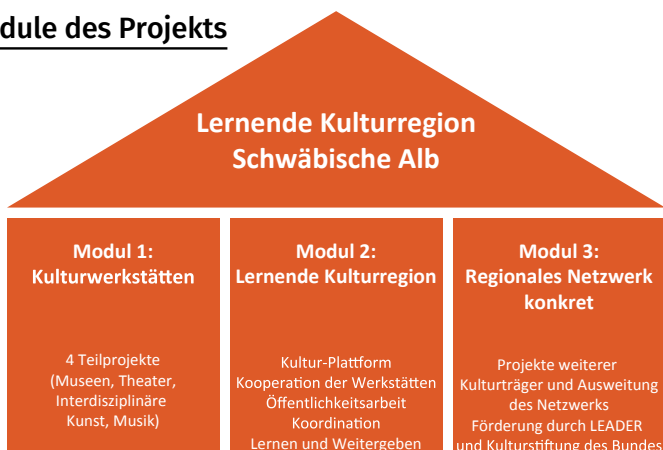 dule des Projekts
Lernende Kulturregion
Schwäbische Alb
Modul 1:
Kulturwerkstätten
4 Teilprojekte
(Museen, Theater,
Interdisziplinäre
Kunst, Musik)
Modul 2:
Lernende Kulturregion
Kultur-Plattform
Kooperation der Werkstätten
Öffentlichkeitsarbeit
Koordination
Lernen und Weitergeben
Modul 3:
Regionales Netzwerk
konkret
Projekte weiterer
Kulturträger und Ausweitung
des Netzwerks
Förderung durch LEADER
und Kulturstiftung des Bundes